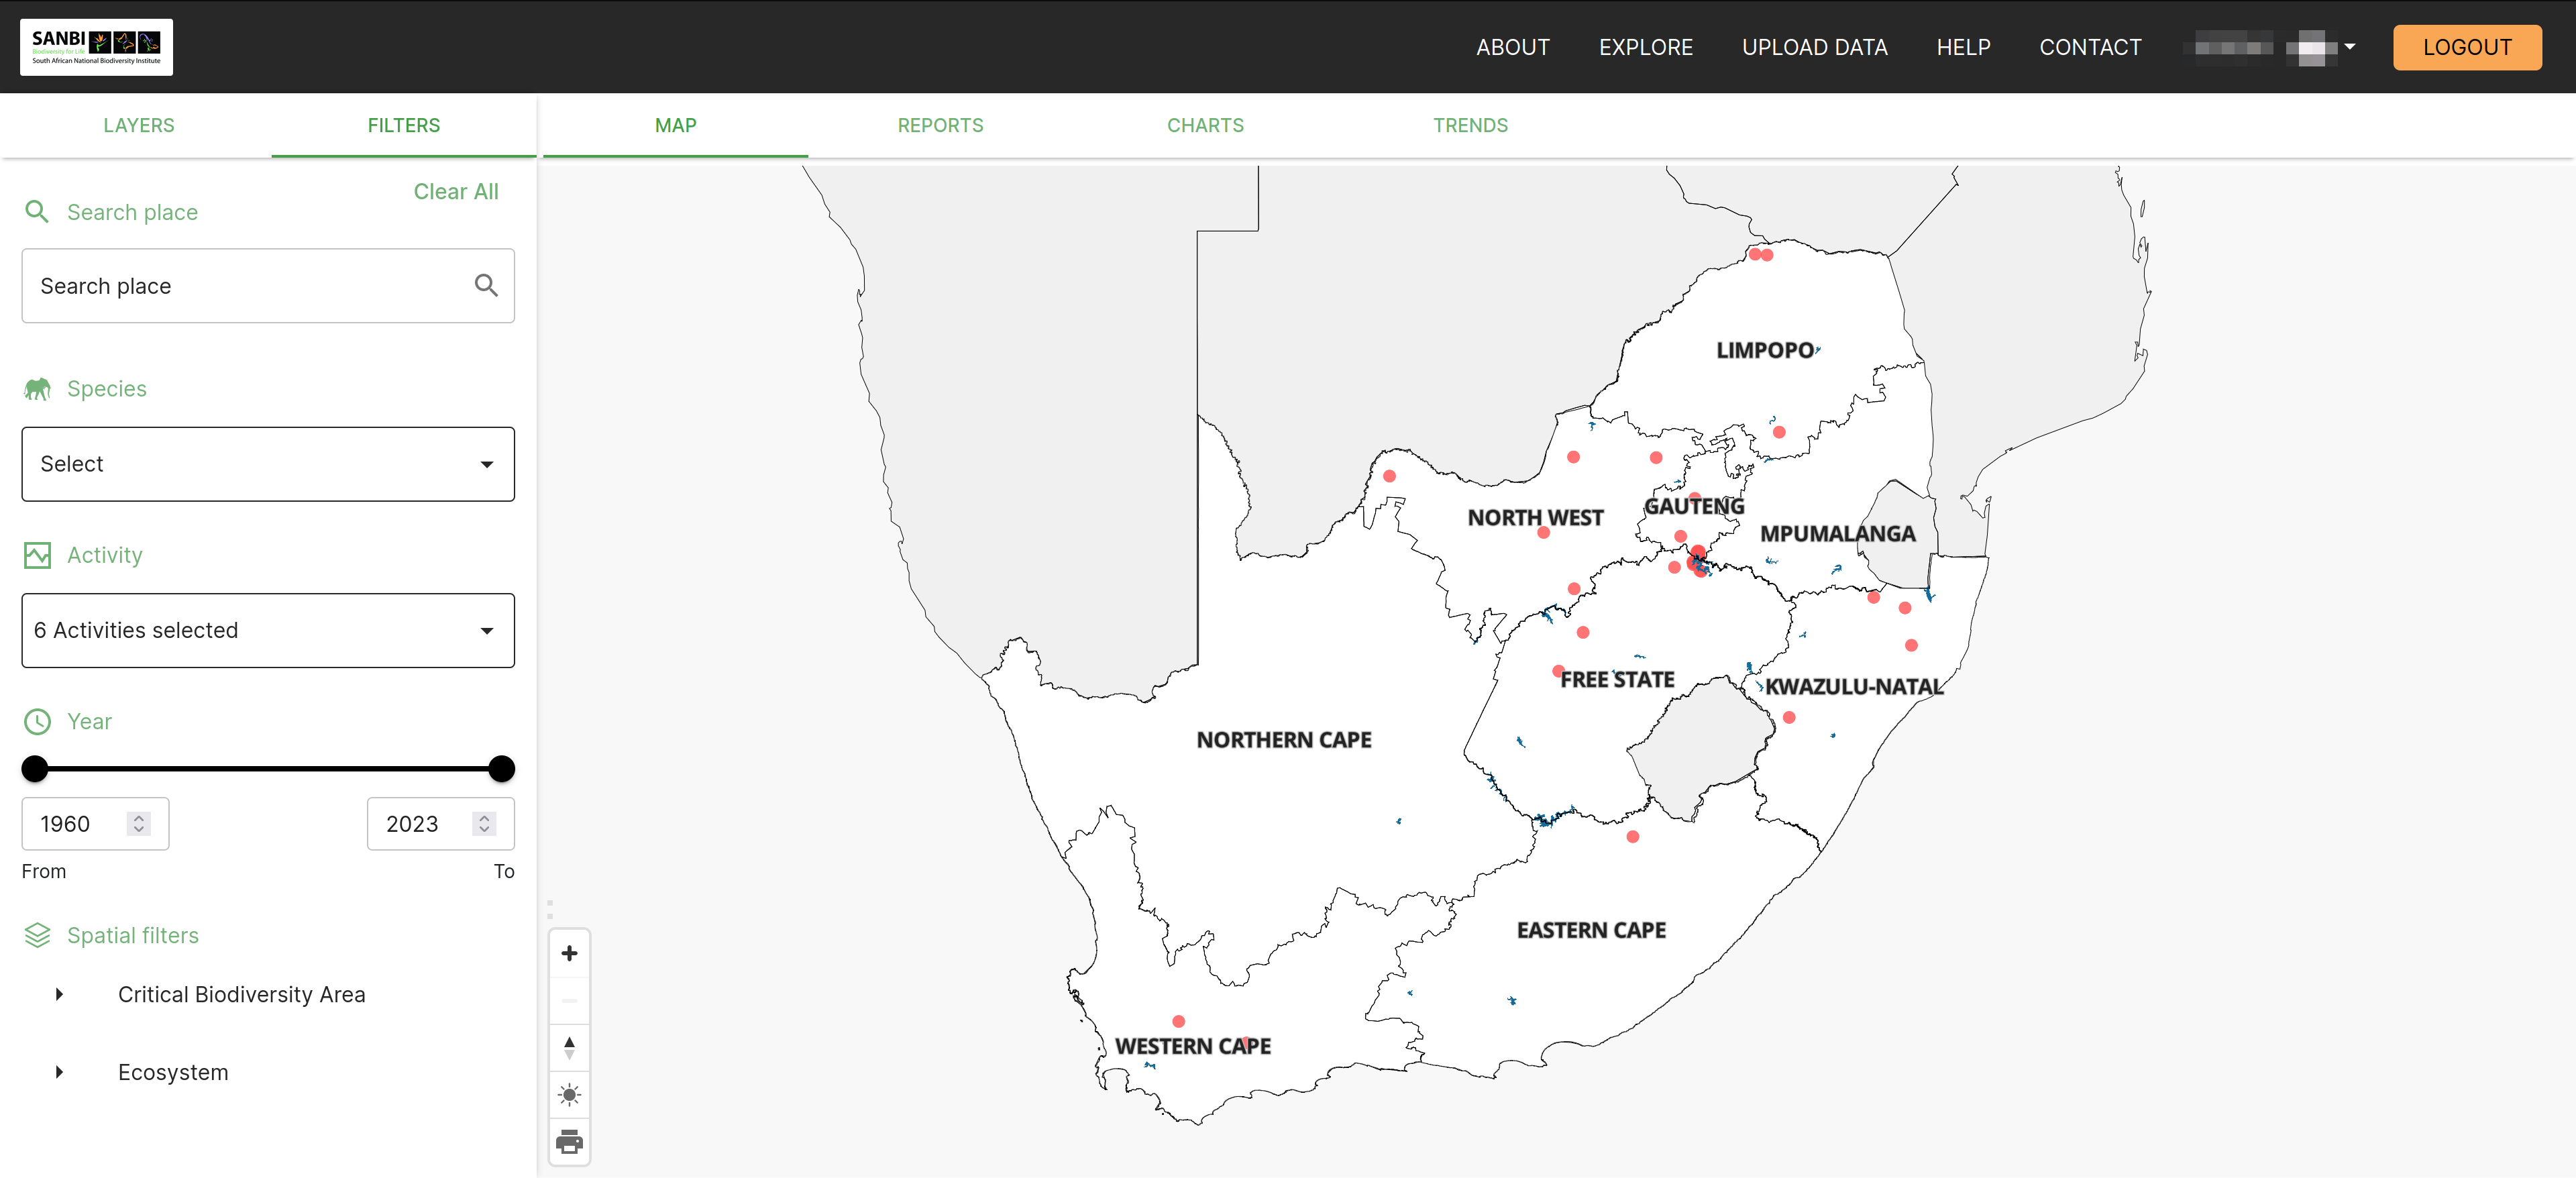 SANBI
Biodiversity for Life
South African National Biodiversity Institute
ABOUT
EXPLORE
UPLOAD DATA
HELP
CONTACT
LOGOUT
LAYERS
FILTERS
MAP
REPORTS
CHARTS
TRENDS
Clear All
Search place
Search place
Species
Select
Activity
6 Activities selected
Year
1960
2023
From
To
Spatial filters
Critical Biodiversity Area
Ecosystem
LIMPOPO
GAUTENG
NORTH WEST
MPUMALANGA
FREE STATE
KWAZULU-NATAL
NORTHERN CAPE
EASTERN CAPE
WESTERN CAPE